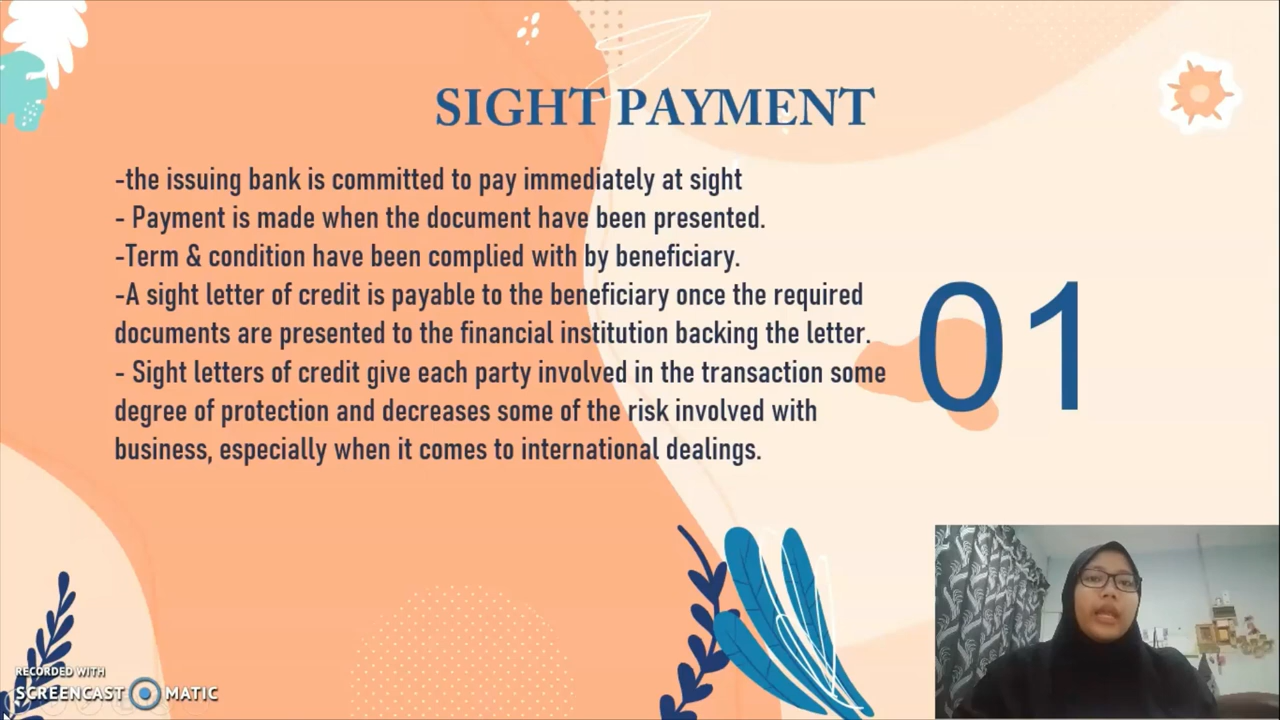 SIGHT PAYMENT
-the issuing bank is committed to pay immediately at sight
- Payment is made when the document have been presented.
-Term & condition have been complied with by beneficiary.
-A sight letter of credit is payable to the beneficiary once the required
documents are presented to the financial institution backing the letter.
- Sight letters of credit give each party involved in the transaction some
degree of protection and decreases some of the risk involved with
business, especially when it comes to international dealings.
01
RECORDED WITH
SCREENCAST MATIC